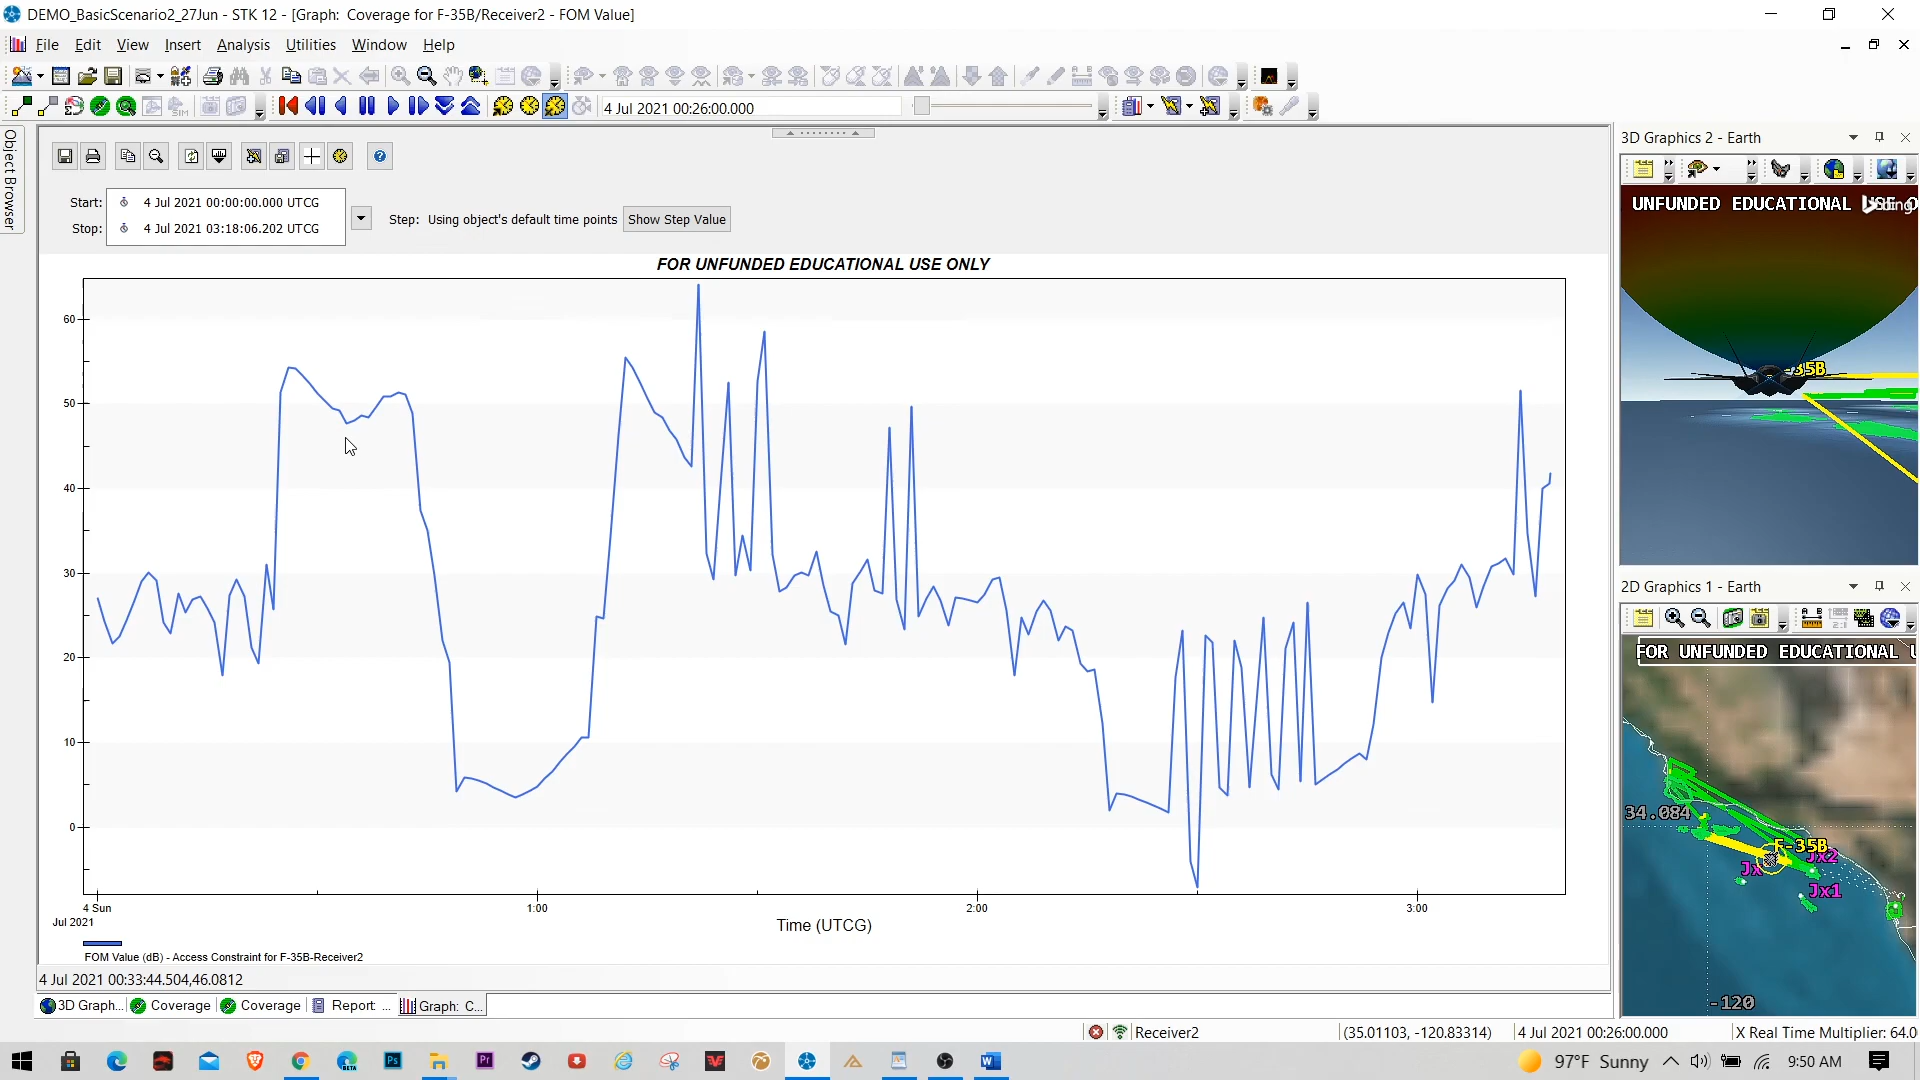 DEMO_BasicScenario2_27Jun - STK 12 - [Graph: Coverage for F-35B/Receiver2 - FOM Value]
File Edit View Insert Analysis Utilities Window Help
4 Jul 2021 00:26:00.000
Object Browser
Start: 4 Jul 2021 00:00:00.000 UTCG
Stop: 4 Jul 2021 03:18:06.202 UTCG
Step: Using object's default time points Show Step Value
FOR UNFUNDED EDUCATIONAL USE ONLY
60
50
40
30
20
10
0
4 Sun 1:00 2:00 3:00
Jul 2021
Time (UTCG)
FOM Value (dB) - Access Constraint for F-35B-Receiver2
4 Jul 2021 00:33:44.504,46.0812
3D Graph... Coverage Coverage Report: ... Graph: C...
3D Graphics 2 - Earth
UNFUNDED EDUCATIONAL USE O
-35B
2D Graphics 1 - Earth
FOR UNFUNDED EDUCATIONAL U
34.084
F-35B
Jx2
Jx
Jx1
-120
Receiver2 (35.01103, -120.83314) 4 Jul 2021 00:26:00.000 X Real Time Multiplier: 64.0
97°F Sunny 9:50 AM